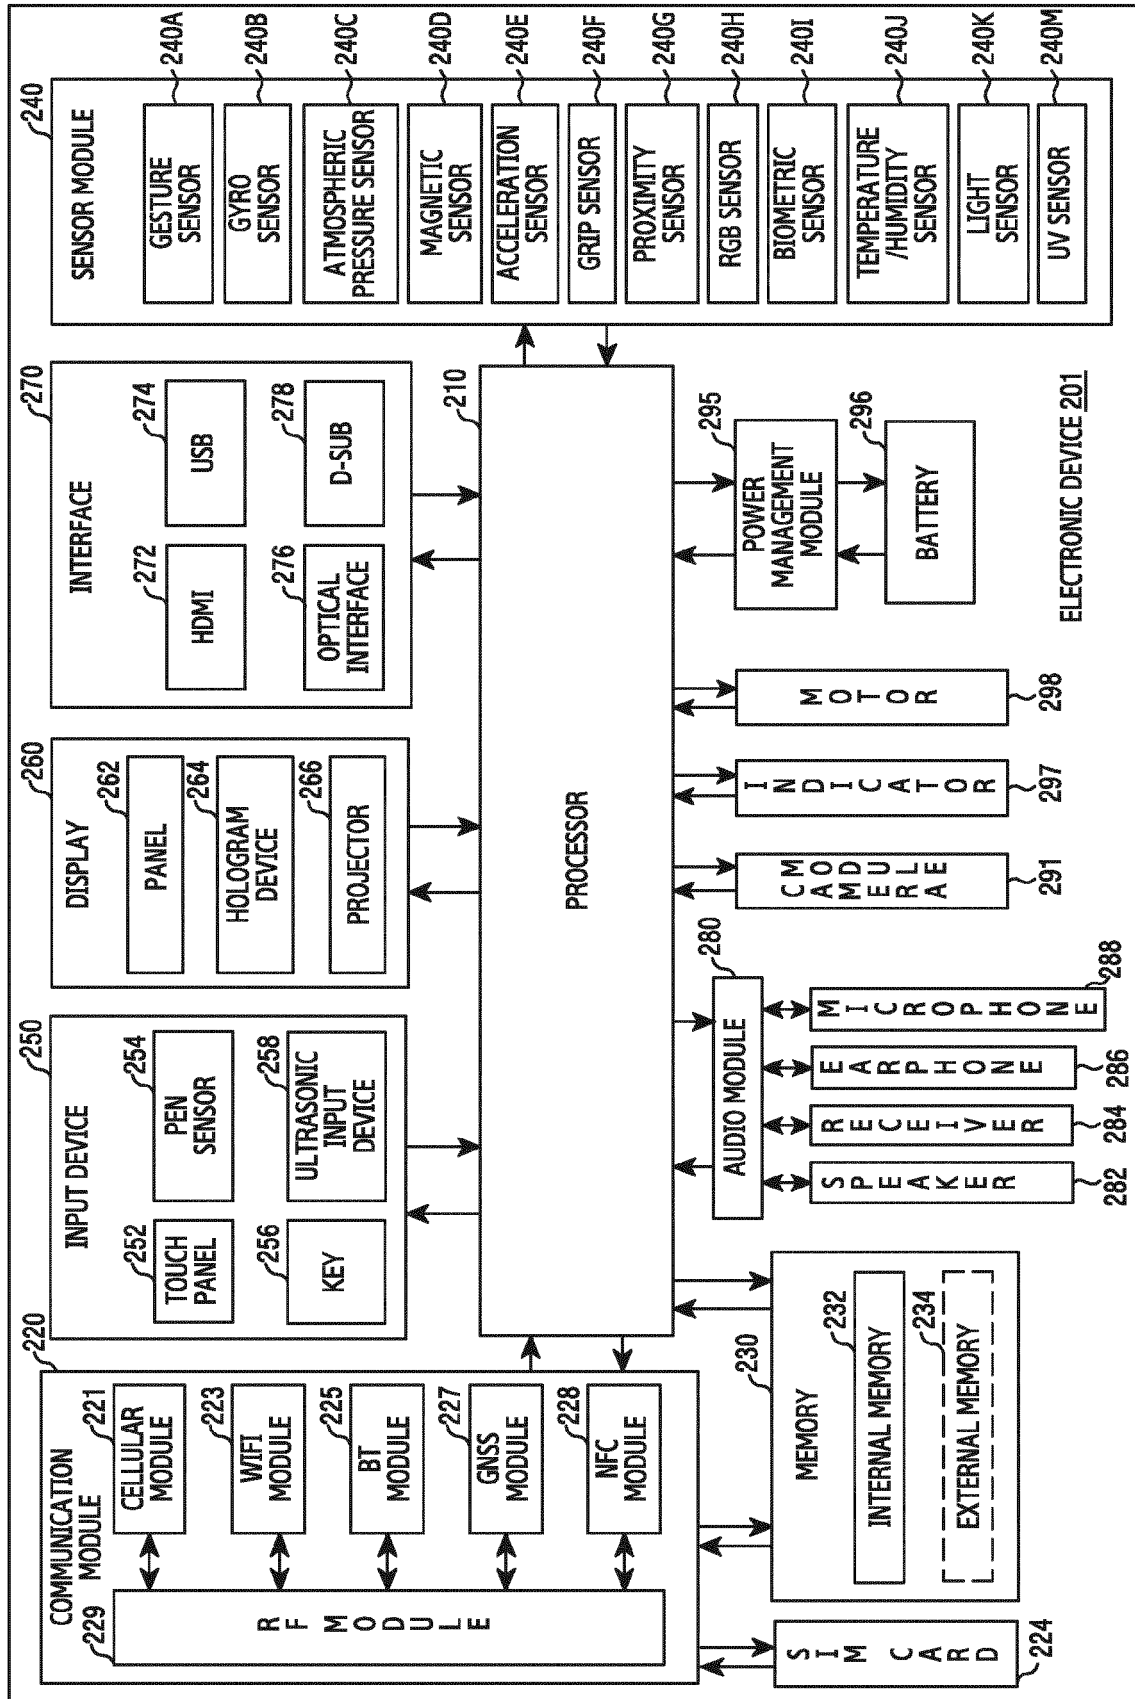 220
COMMUNICATION
MODULE
229
RF MODULE
221
CELLULAR
MODULE
223
WIFI
MODULE
225
BT
MODULE
227
GNSS
MODULE
228
NFC
MODULE
250
INPUT DEVICE
252
TOUCH
PANEL
254
PEN
SENSOR
256
KEY
258
ULTRASONIC
INPUT
DEVICE
260
DISPLAY
262
PANEL
264
HOLOGRAM
DEVICE
266
PROJECTOR
270
INTERFACE
272
HDMI
274
USB
276
OPTICAL
INTERFACE
278
D-SUB
240
SENSOR MODULE
GESTURE
SENSOR
240A
GYRO
SENSOR
240B
ATMOSPHERIC
PRESSURE SENSOR
240C
MAGNETIC
SENSOR
240D
ACCELERATION
SENSOR
240E
GRIP SENSOR
240F
PROXIMITY
SENSOR
240G
RGB SENSOR
240H
BIOMETRIC
SENSOR
240I
TEMPERATURE
/HUMIDITY
SENSOR
240J
LIGHT
SENSOR
240K
UV SENSOR
240M
210
PROCESSOR
SIM CARD
224
230
MEMORY
232
INTERNAL MEMORY
234
EXTERNAL MEMORY
280
AUDIO MODULE
SPEAKER
282
RECEIVER
284
EARPHONE
286
MICROPHONE
288
CAMERA
MODULE
291
INDICATOR
297
MOTOR
298
295
POWER
MANAGEMENT
MODULE
296
BATTERY
ELECTRONIC DEVICE 201